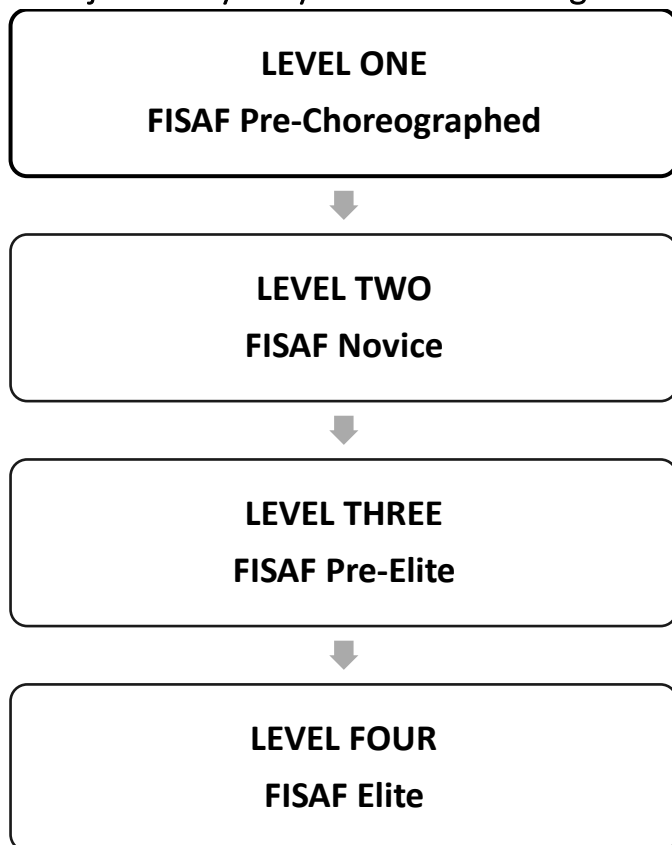 LEVEL ONE
FISAF Pre-Choreographed
LEVEL TWO
FISAF Novice
LEVEL THREE
FISAF Pre-Elite
LEVEL FOUR
FISAF Elite